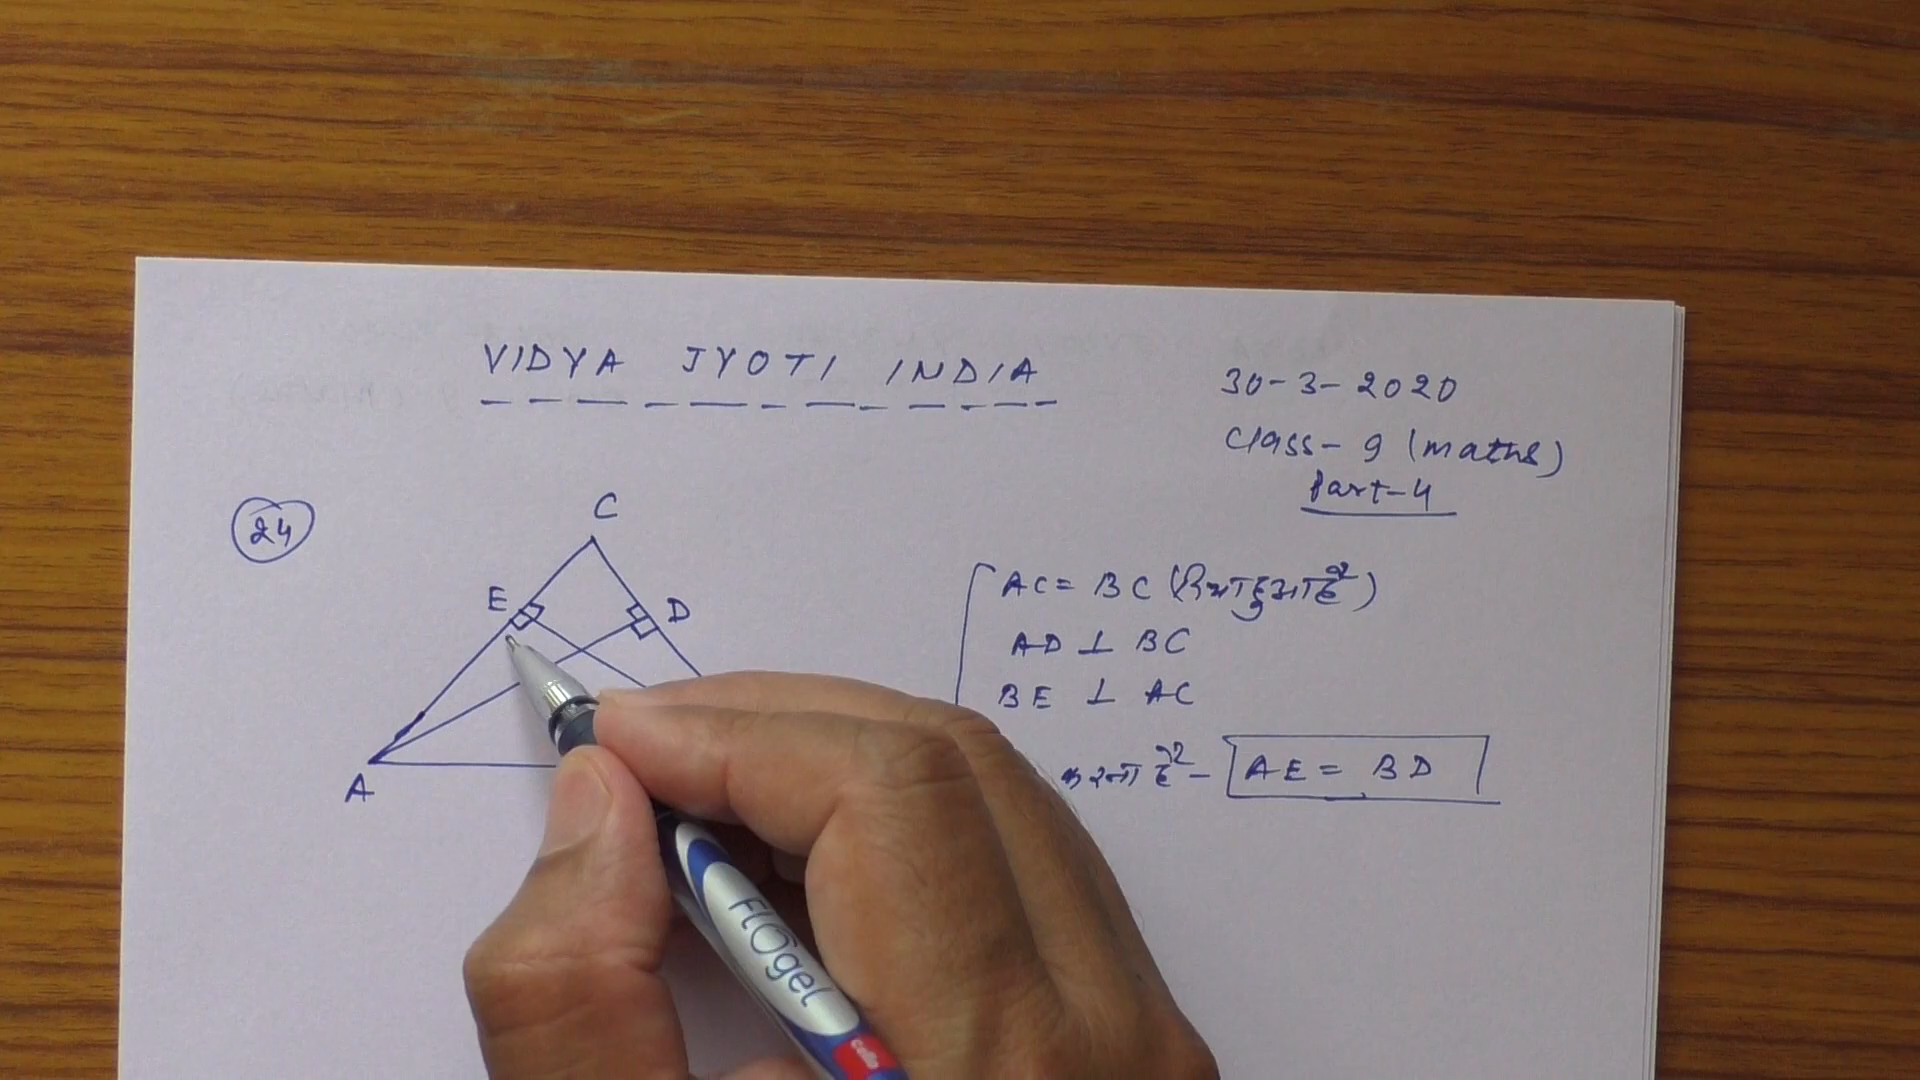 VIDYA JYOTI INDIA
30-3-2020
Class-9 (maths)
Part-4
24
C
E
D
A
AC = BC (दिया हुआ है)
AD ⊥ BC
BE ⊥ AC
है - AE = BD
FLOgel
cello